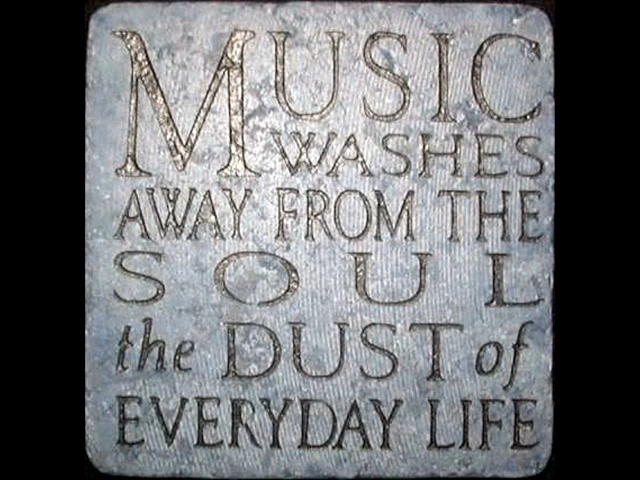 MUSIC
WASHES
AWAY FROM THE
SOUL
the DUST of
EVERYDAY LIFE